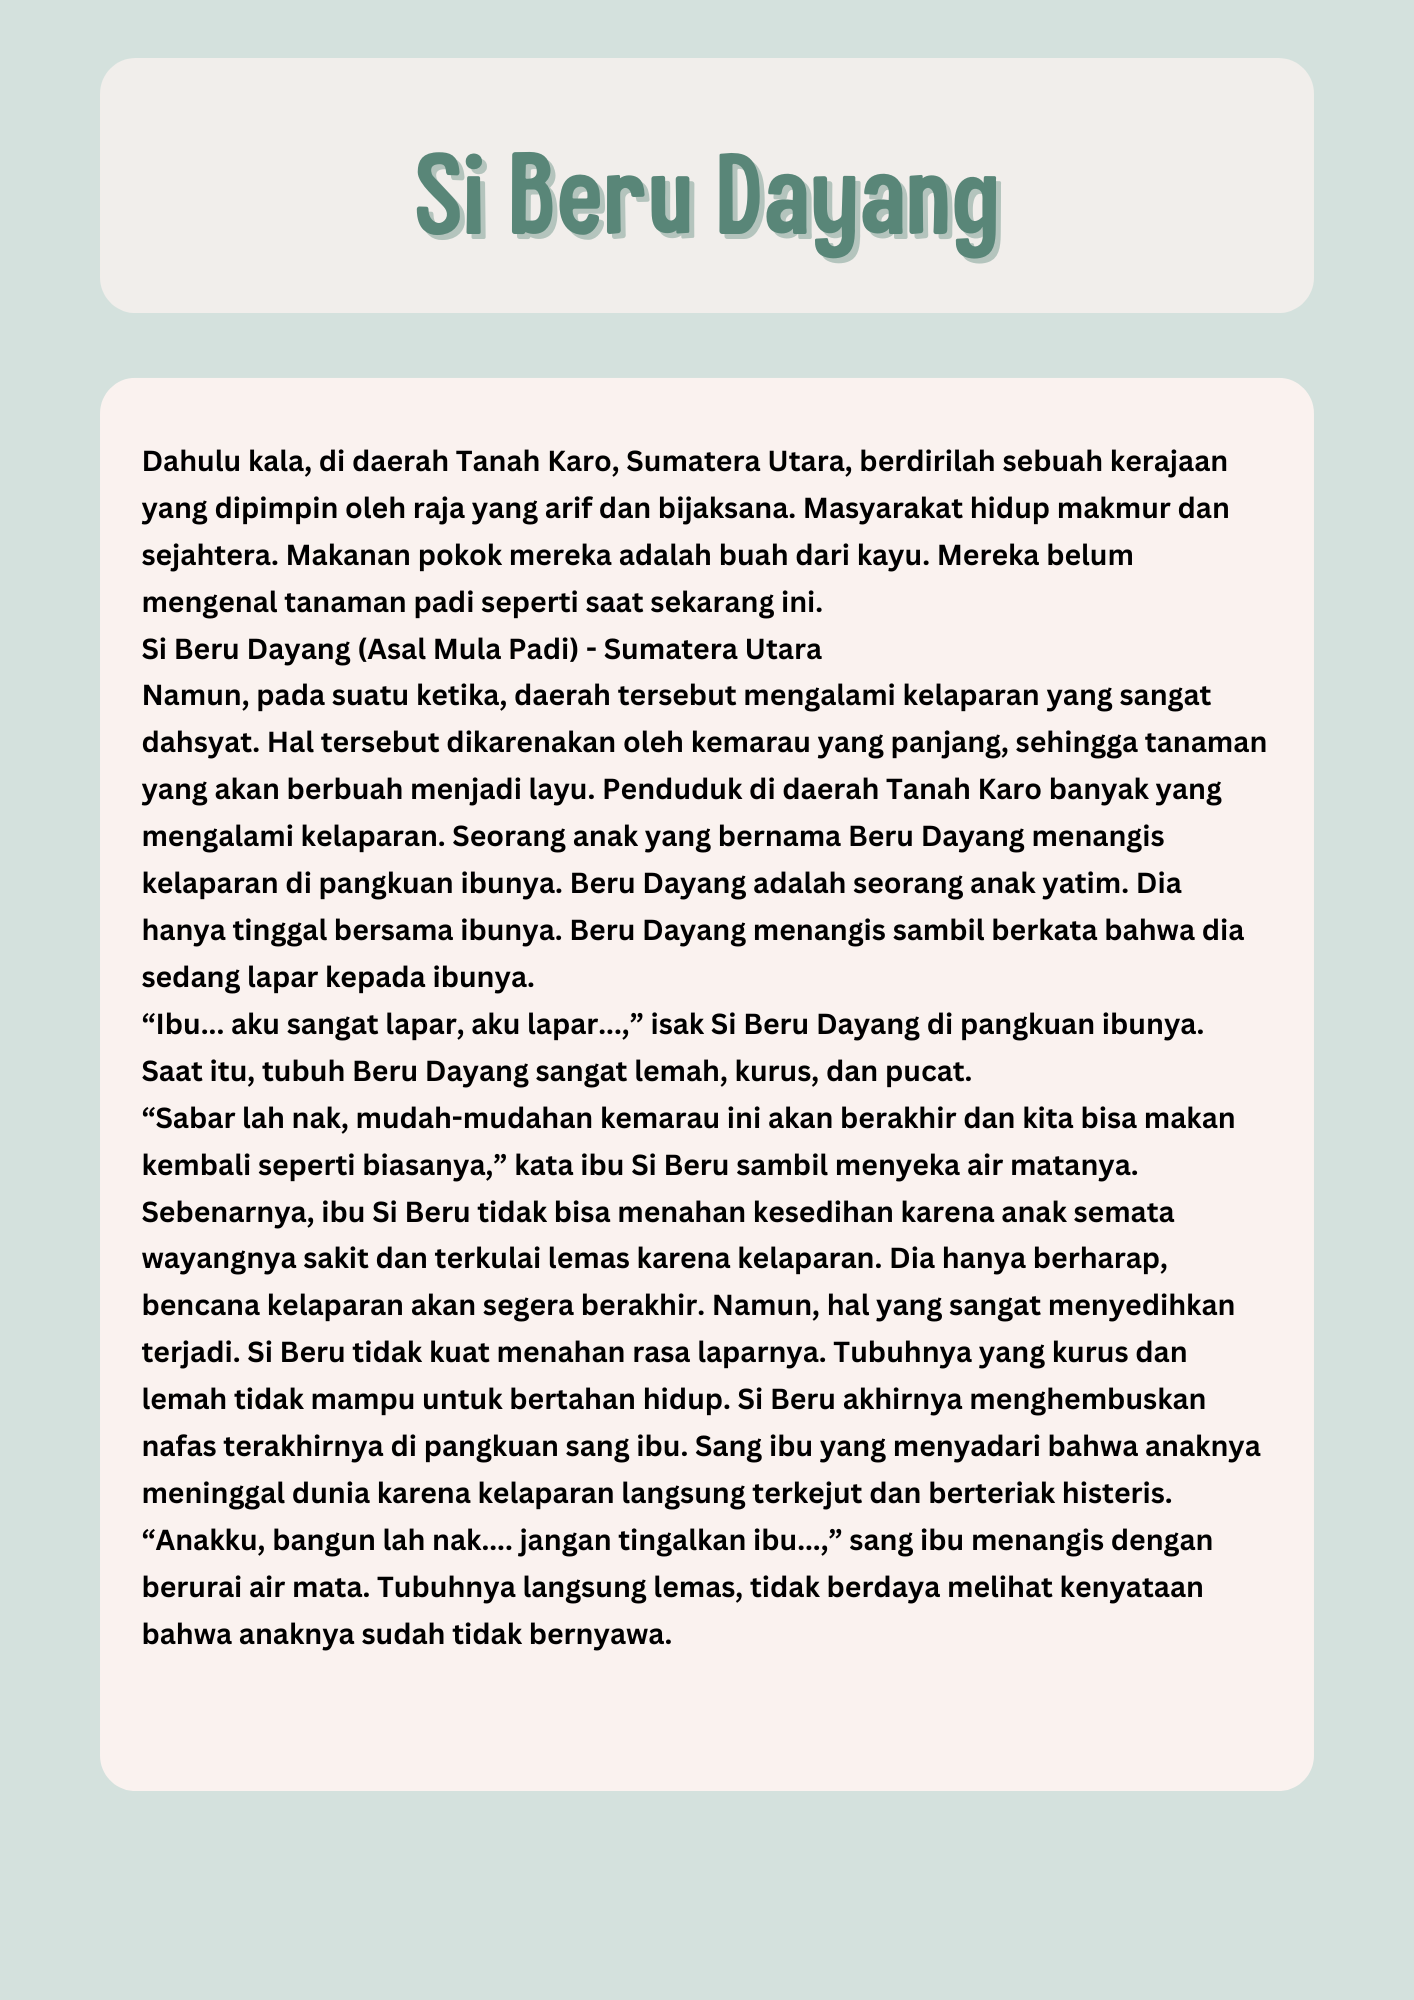 Si Beru Dayang
Dahulu kala, di daerah Tanah Karo, Sumatera Utara, berdirilah sebuah kerajaan
yang dipimpin oleh raja yang arif dan bijaksana. Masyarakat hidup makmur dan
sejahtera. Makanan pokok mereka adalah buah dari kayu. Mereka belum
mengenal tanaman padi seperti saat sekarang ini.
Si Beru Dayang (Asal Mula Padi) - Sumatera Utara
Namun, pada suatu ketika, daerah tersebut mengalami kelaparan yang sangat
dahsyat. Hal tersebut dikarenakan oleh kemarau yang panjang, sehingga tanaman
yang akan berbuah menjadi layu. Penduduk di daerah Tanah Karo banyak yang
mengalami kelaparan. Seorang anak yang bernama Beru Dayang menangis
kelaparan di pangkuan ibunya. Beru Dayang adalah seorang anak yatim. Dia
hanya tinggal bersama ibunya. Beru Dayang menangis sambil berkata bahwa dia
sedang lapar kepada ibunya.
“Ibu... aku sangat lapar, aku lapar...,” isak Si Beru Dayang di pangkuan ibunya.
Saat itu, tubuh Beru Dayang sangat lemah, kurus, dan pucat.
“Sabar lah nak, mudah-mudahan kemarau ini akan berakhir dan kita bisa makan
kembali seperti biasanya,” kata ibu Si Beru sambil menyeka air matanya.
Sebenarnya, ibu Si Beru tidak bisa menahan kesedihan karena anak semata
wayangnya sakit dan terkulai lemas karena kelaparan. Dia hanya berharap,
bencana kelaparan akan segera berakhir. Namun, hal yang sangat menyedihkan
terjadi. Si Beru tidak kuat menahan rasa laparnya. Tubuhnya yang kurus dan
lemah tidak mampu untuk bertahan hidup. Si Beru akhirnya menghembuskan
nafas terakhirnya di pangkuan sang ibu. Sang ibu yang menyadari bahwa anaknya
meninggal dunia karena kelaparan langsung terkejut dan berteriak histeris.
“Anakku, bangun lah nak.... jangan tingalkan ibu...,” sang ibu menangis dengan
berurai air mata. Tubuhnya langsung lemas, tidak berdaya melihat kenyataan
bahwa anaknya sudah tidak bernyawa.